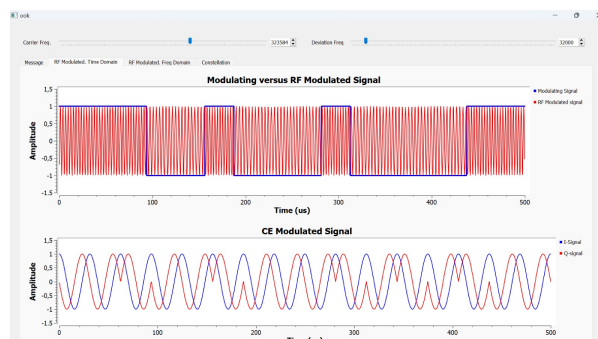 ook
Carrier Freq. 323584 Deviation Freq. 32000
Message RF Modulated, Time Domain RF Modulated, Freq Domain Constellation
Modulating versus RF Modulated Signal
1,5
1
0,5
0
-0,5
-1
-1.5
Amplitude
0 100 200 300 400 500
Time (us)
Modulating Signal
RF Modulated signal
CE Modulated Signal
1,5
1
0,5
0
-0,5
-1
-1.5
Amplitude
0 100 200 300 400 500
I-Signal
Q-signal